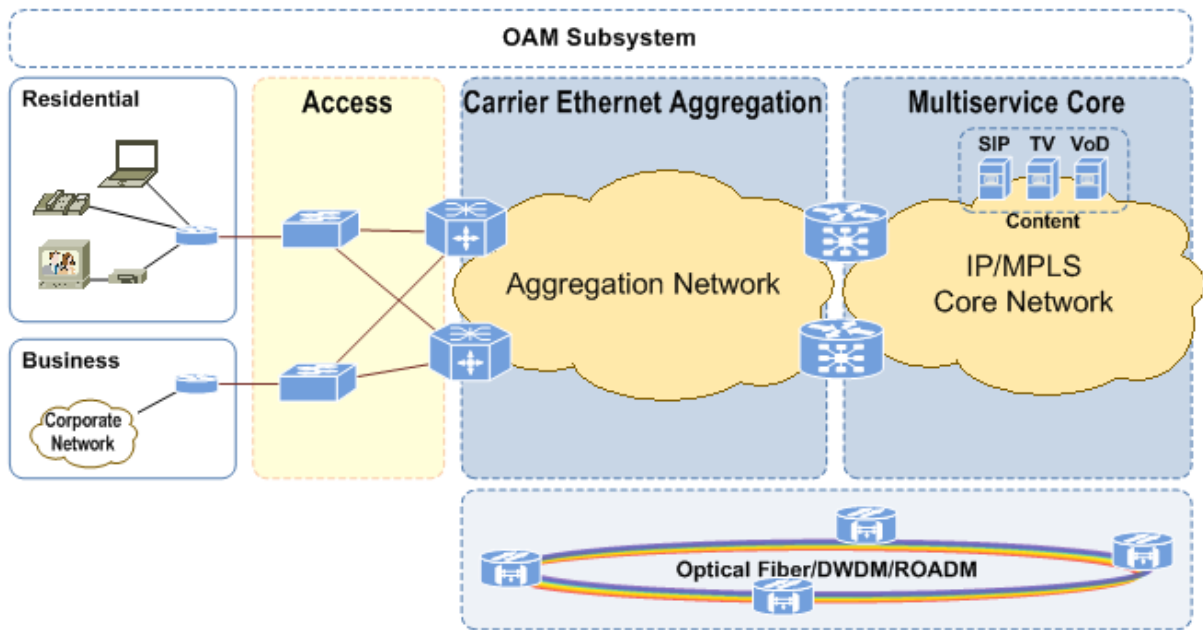 OAM Subsystem
Residential
Access
Carrier Ethernet Aggregation
Multiservice Core
SIP TV VoD
Content
Aggregation Network
IP/MPLS
Core Network
Business
Corporate
Network
Optical Fiber/DWDM/ROADM